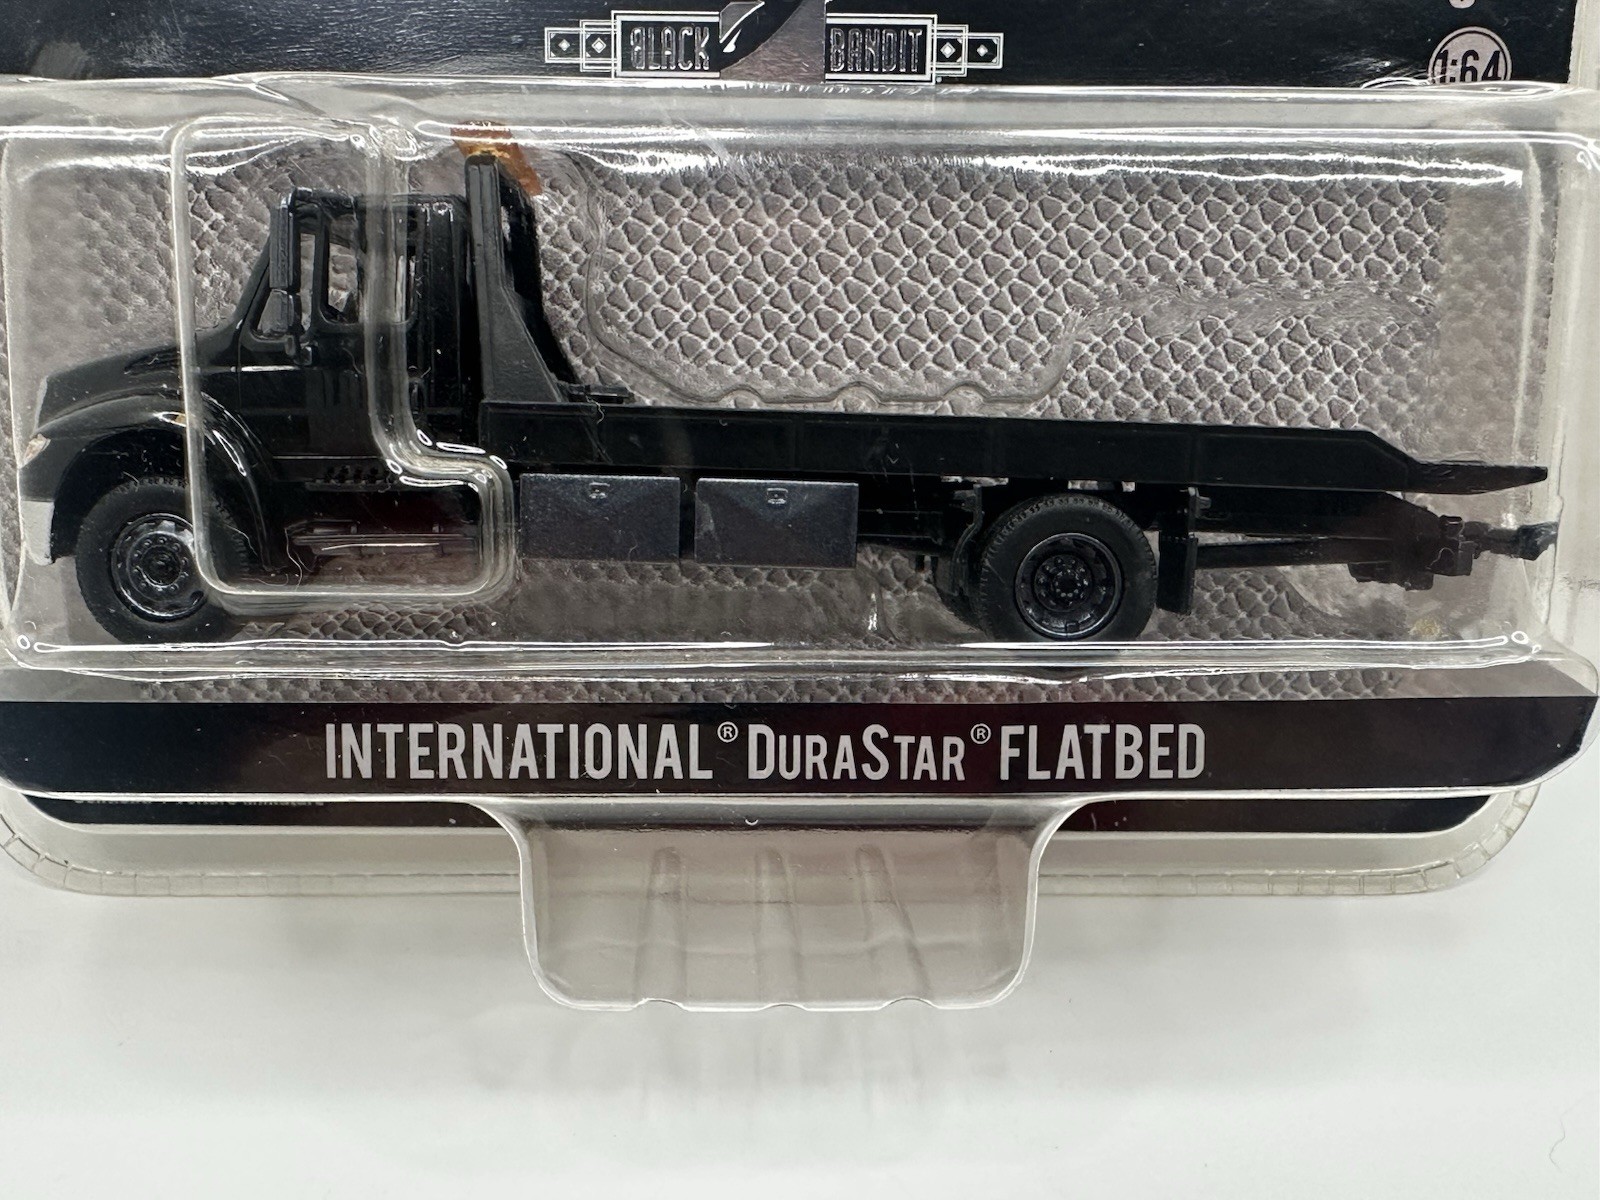 BLACK BANDIT
1:64
INTERNATIONAL® DURASTAR® FLATBED